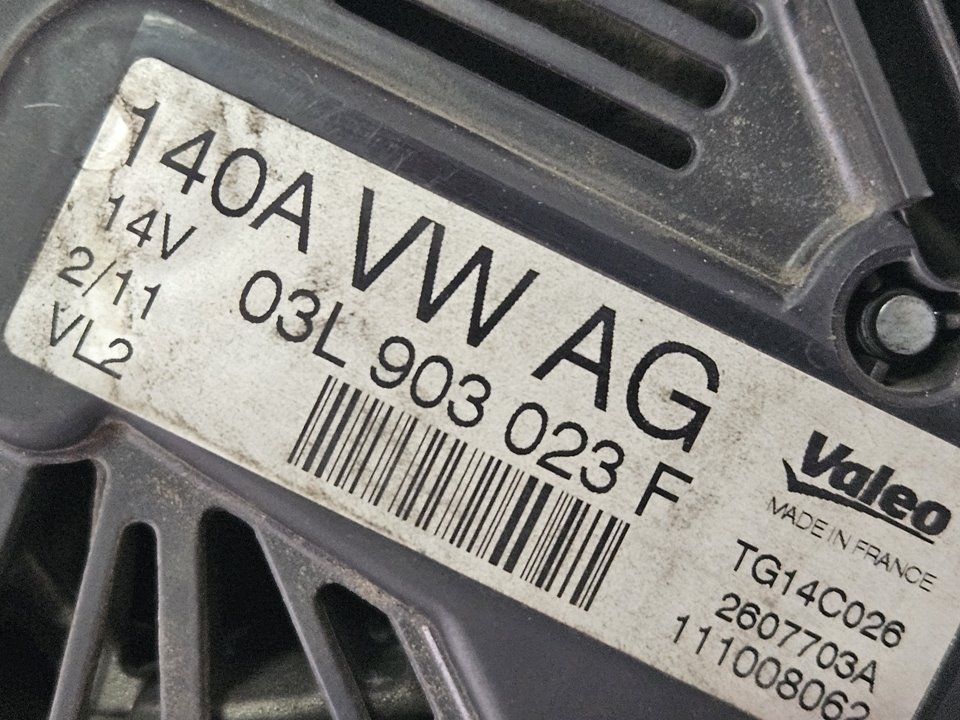 140A VW AG
14V
03L 903 023 F
2/11
VL2
Valeo
MADE IN FRANCE
TG14C026
2607703A
111008062